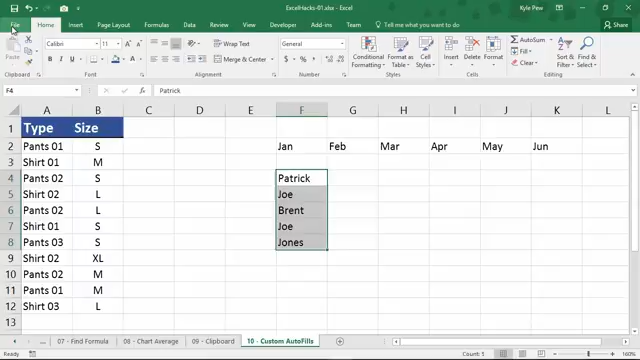 ExcelHacks-01.xlsx - Excel
Kyle Pew
File Home Insert Page Layout Formulas Data Review View Developer Add-ins Team Tell me what you want to do Share
Paste
Calibri 11
Wrap Text
Merge & Center
General
Conditional Formatting
Format as Table
Cell Styles
Insert Delete Format
AutoSum
Fill
Clear
Sort & Filter
Find & Select
Clipboard Font Alignment Number Styles Cells Editing
F4 Patrick
A B C D E F G H I J K L
1 Type Size
2 Pants 01 S Jan Feb Mar Apr May Jun
3 Shirt 01 M
4 Pants 02 S Patrick
5 Shirt 02 L Joe
6 Pants 02 L Brent
7 Shirt 01 S Joe
8 Pants 03 S Jones
9 Shirt 02 XL
10 Pants 02 M
11 Pants 01 M
12 Shirt 03 L
13
... 07 - Find Formula 08 - Chart Average 09 - Clipboard 10 - Custom AutoFills
Ready Count: 5 160%